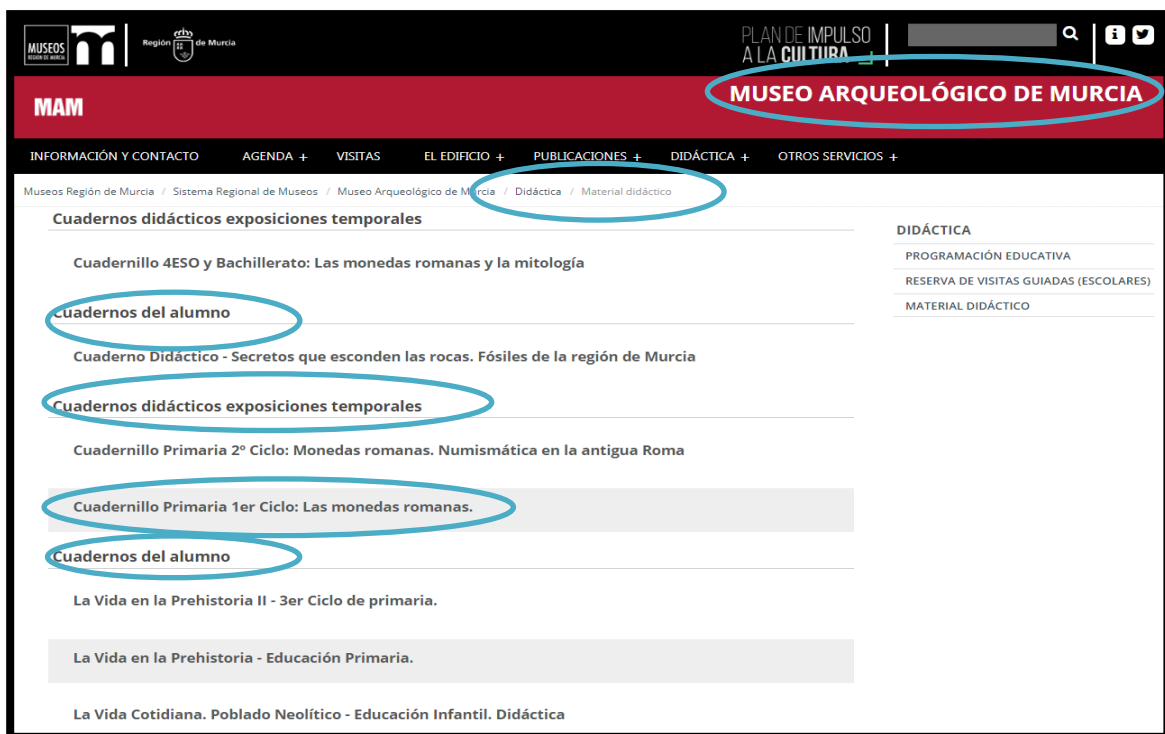 MUSEOS
REGIÓN DE MURCIA
Región de Murcia
PLAN DE IMPULSO
A LA CULTURA
MUSEO ARQUEOLÓGICO DE MURCIA
MAM
INFORMACIÓN Y CONTACTO AGENDA + VISITAS EL EDIFICIO + PUBLICACIONES + DIDÁCTICA + OTROS SERVICIOS +
Museos Región de Murcia / Sistema Regional de Museos / Museo Arqueológico de Murcia / Didáctica / Material didáctico
Cuadernos didácticos exposiciones temporales
Cuadernillo 4ESO y Bachillerato: Las monedas romanas y la mitología
Cuadernos del alumno
Cuaderno Didáctico - Secretos que esconden las rocas. Fósiles de la región de Murcia
Cuadernos didácticos exposiciones temporales
Cuadernillo Primaria 2º Ciclo: Monedas romanas. Numismática en la antigua Roma
Cuadernillo Primaria 1er Ciclo: Las monedas romanas.
Cuadernos del alumno
La Vida en la Prehistoria II - 3er Ciclo de primaria.
La Vida en la Prehistoria - Educación Primaria.
La Vida Cotidiana. Poblado Neolítico - Educación Infantil. Didáctica
DIDÁCTICA
PROGRAMACIÓN EDUCATIVA
RESERVA DE VISITAS GUIADAS (ESCOLARES)
MATERIAL DIDÁCTICO